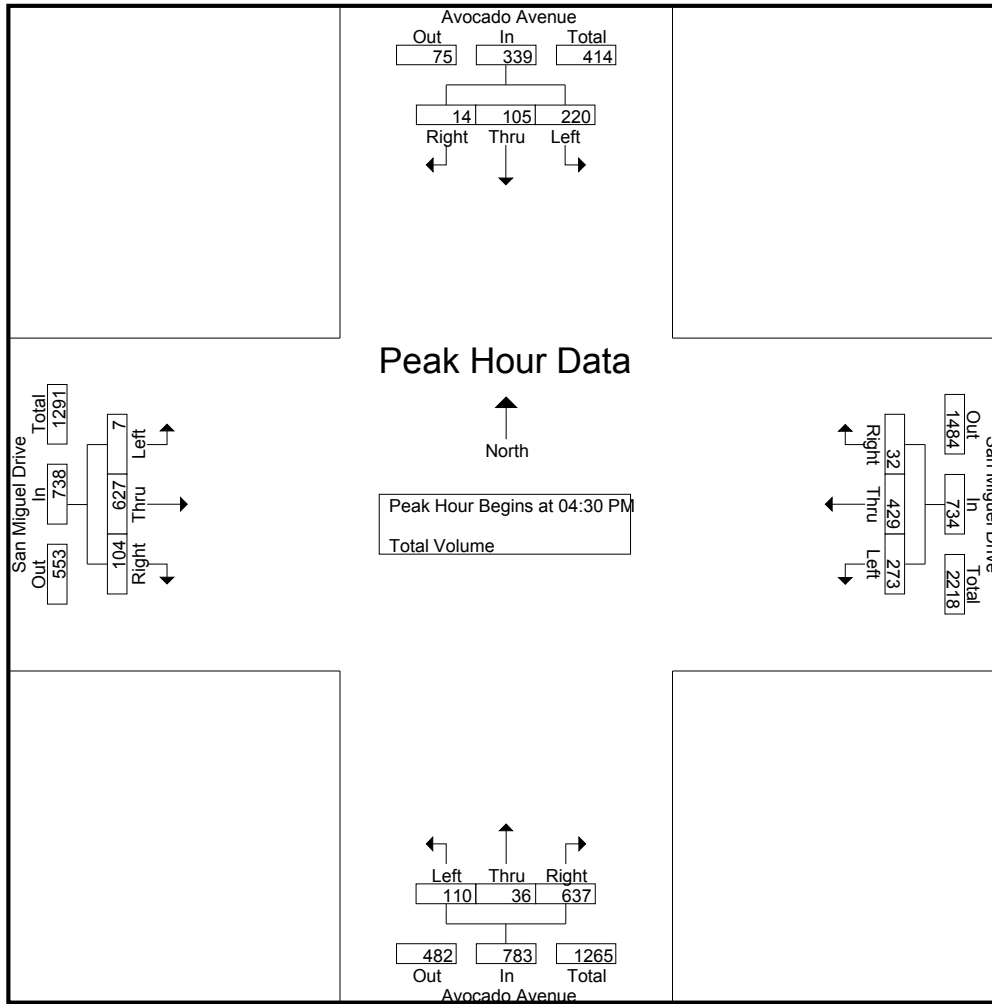 Avocado Avenue
Out In Total
75 339 414
14 105 220
Right Thru Left
Peak Hour Data
North
Peak Hour Begins at 04:30 PM
Total Volume
San Miguel Drive
Total In Out
1291 738 553
7 627 104
Left Thru Right
San Miguel Drive
Out In Total
1484 734 2218
32 429 273
Right Thru Left
Left Thru Right
110 36 637
482 783 1265
Out In Total
Avocado Avenue